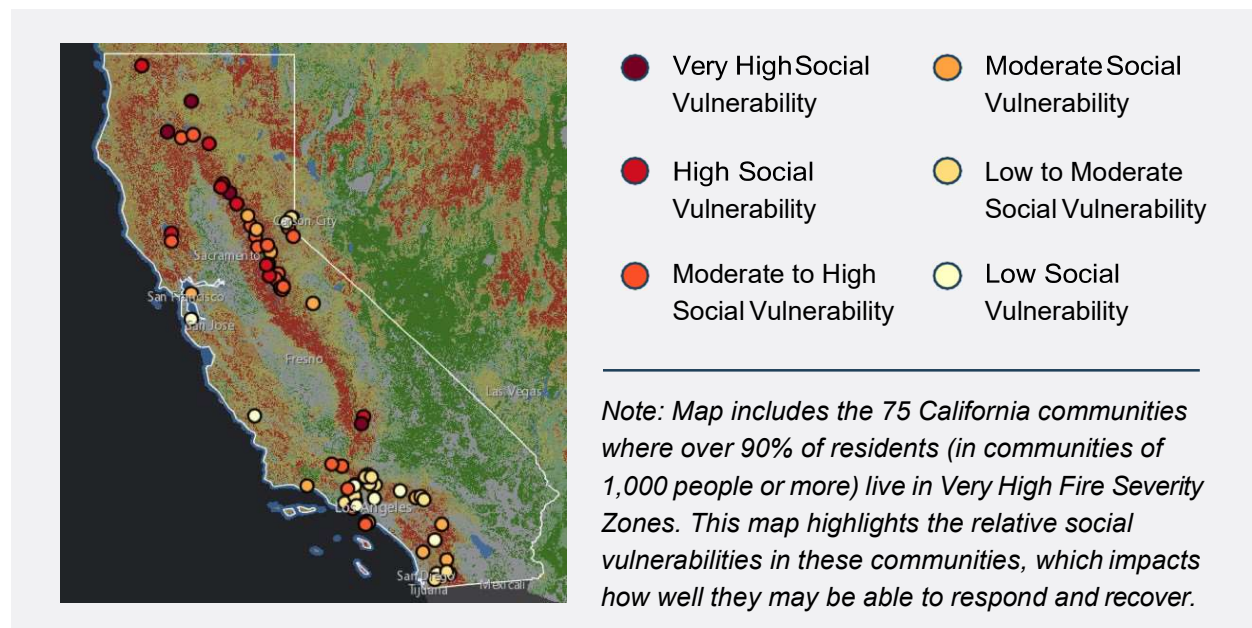 Very High Social
Vulnerability
Moderate Social
Vulnerability
High Social
Vulnerability
Low to Moderate
Social Vulnerability
Moderate to High
Social Vulnerability
Low Social
Vulnerability
Note: Map includes the 75 California communities
where over 90% of residents (in communities of
1,000 people or more) live in Very High Fire Severity
Zones. This map highlights the relative social
vulnerabilities in these communities, which impacts
how well they may be able to respond and recover.
Carson City
Sacramento
San Francisco
San Jose
Fresno
Las Vegas
Los Angeles
San Diego
Tijuana
Mexicali